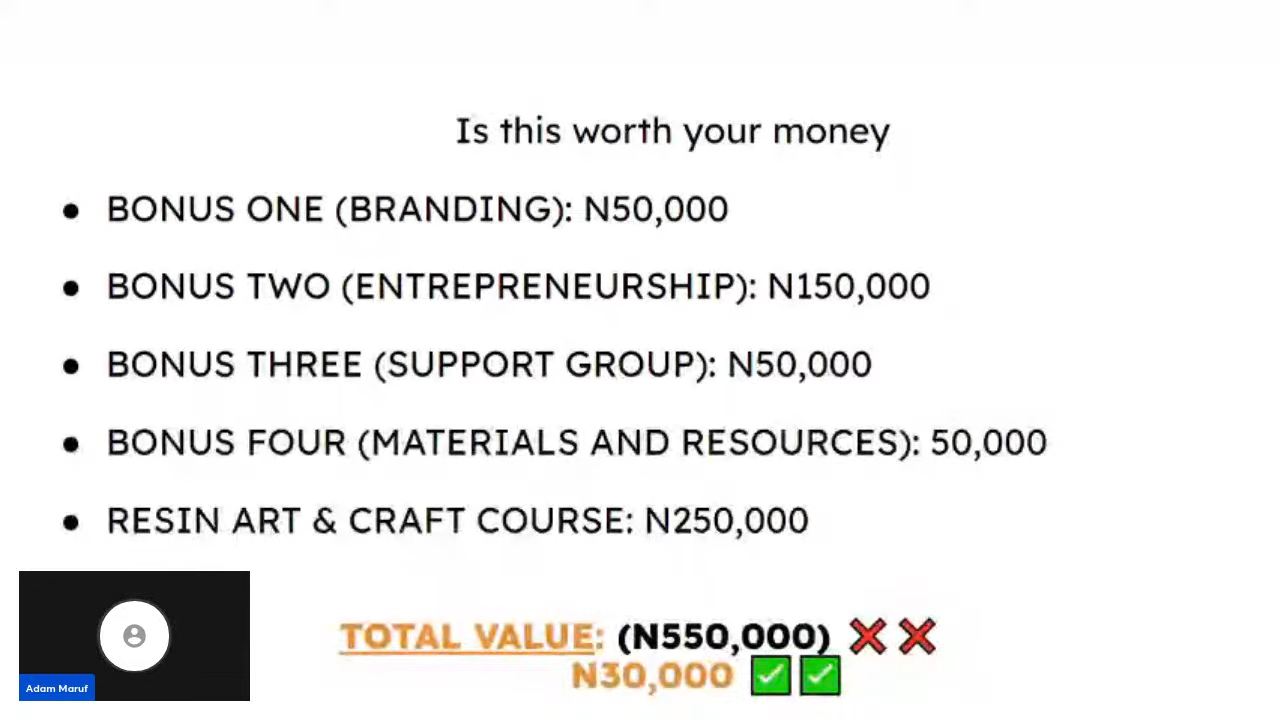 Is this worth your money
● BONUS ONE (BRANDING): N50,000
● BONUS TWO (ENTREPRENEURSHIP): N150,000
● BONUS THREE (SUPPORT GROUP): N50,000
● BONUS FOUR (MATERIALS AND RESOURCES): 50,000
● RESIN ART & CRAFT COURSE: N250,000
TOTAL VALUE: (N550,000) ❌❌
N30,000 ✅✅
Adam Maruf